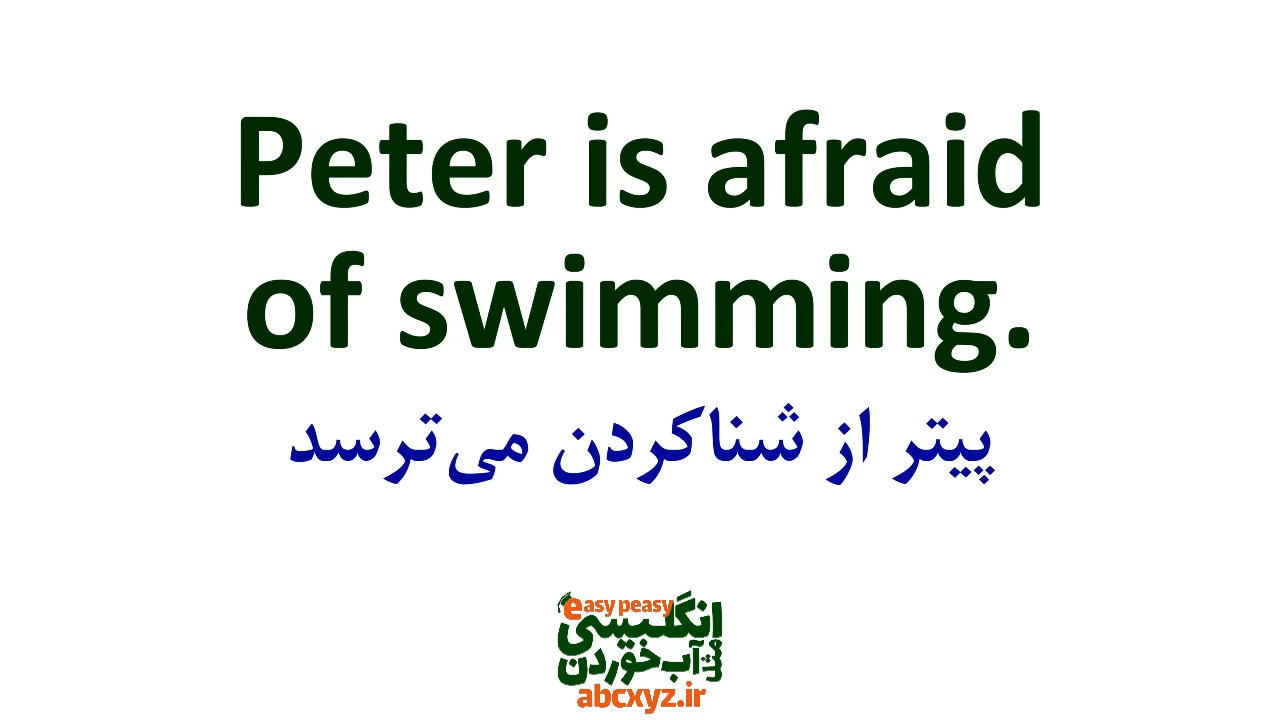 Peter is afraid
of swimming.
پیتر از شناکردن می‌ترسد
easy peasy
انگلیسی
مثل آب خوردن
abcxyz.ir